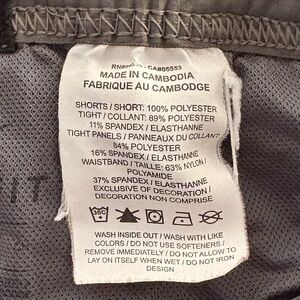 CA#05553
MADE IN CAMBODIA
FABRIQUE AU CAMBODGE
SHORTS / SHORT: 100% POLYESTER
TIGHT / COLLANT: 89% POLYESTER
11% SPANDEX / ELASTHANNE
TIGHT PANELS / PANNEAUX DU COLLANT
84% POLYESTER
16% SPANDEX / ELASTHANNE
WAISTBAND / TAILLE: 63% NYLON /
POLYAMIDE
37% SPANDEX / ELASTHANNE
EXCLUSIVE OF DECORATION /
DECORATION NON COMPRISE
WASH INSIDE OUT / WASH WITH LIKE
COLORS / DO NOT USE SOFTENERS /
REMOVE IMMEDIATELY / DO NOT ALLOW TO
LAY ON ITSELF WHEN WET / DO NOT IRON
DESIGN